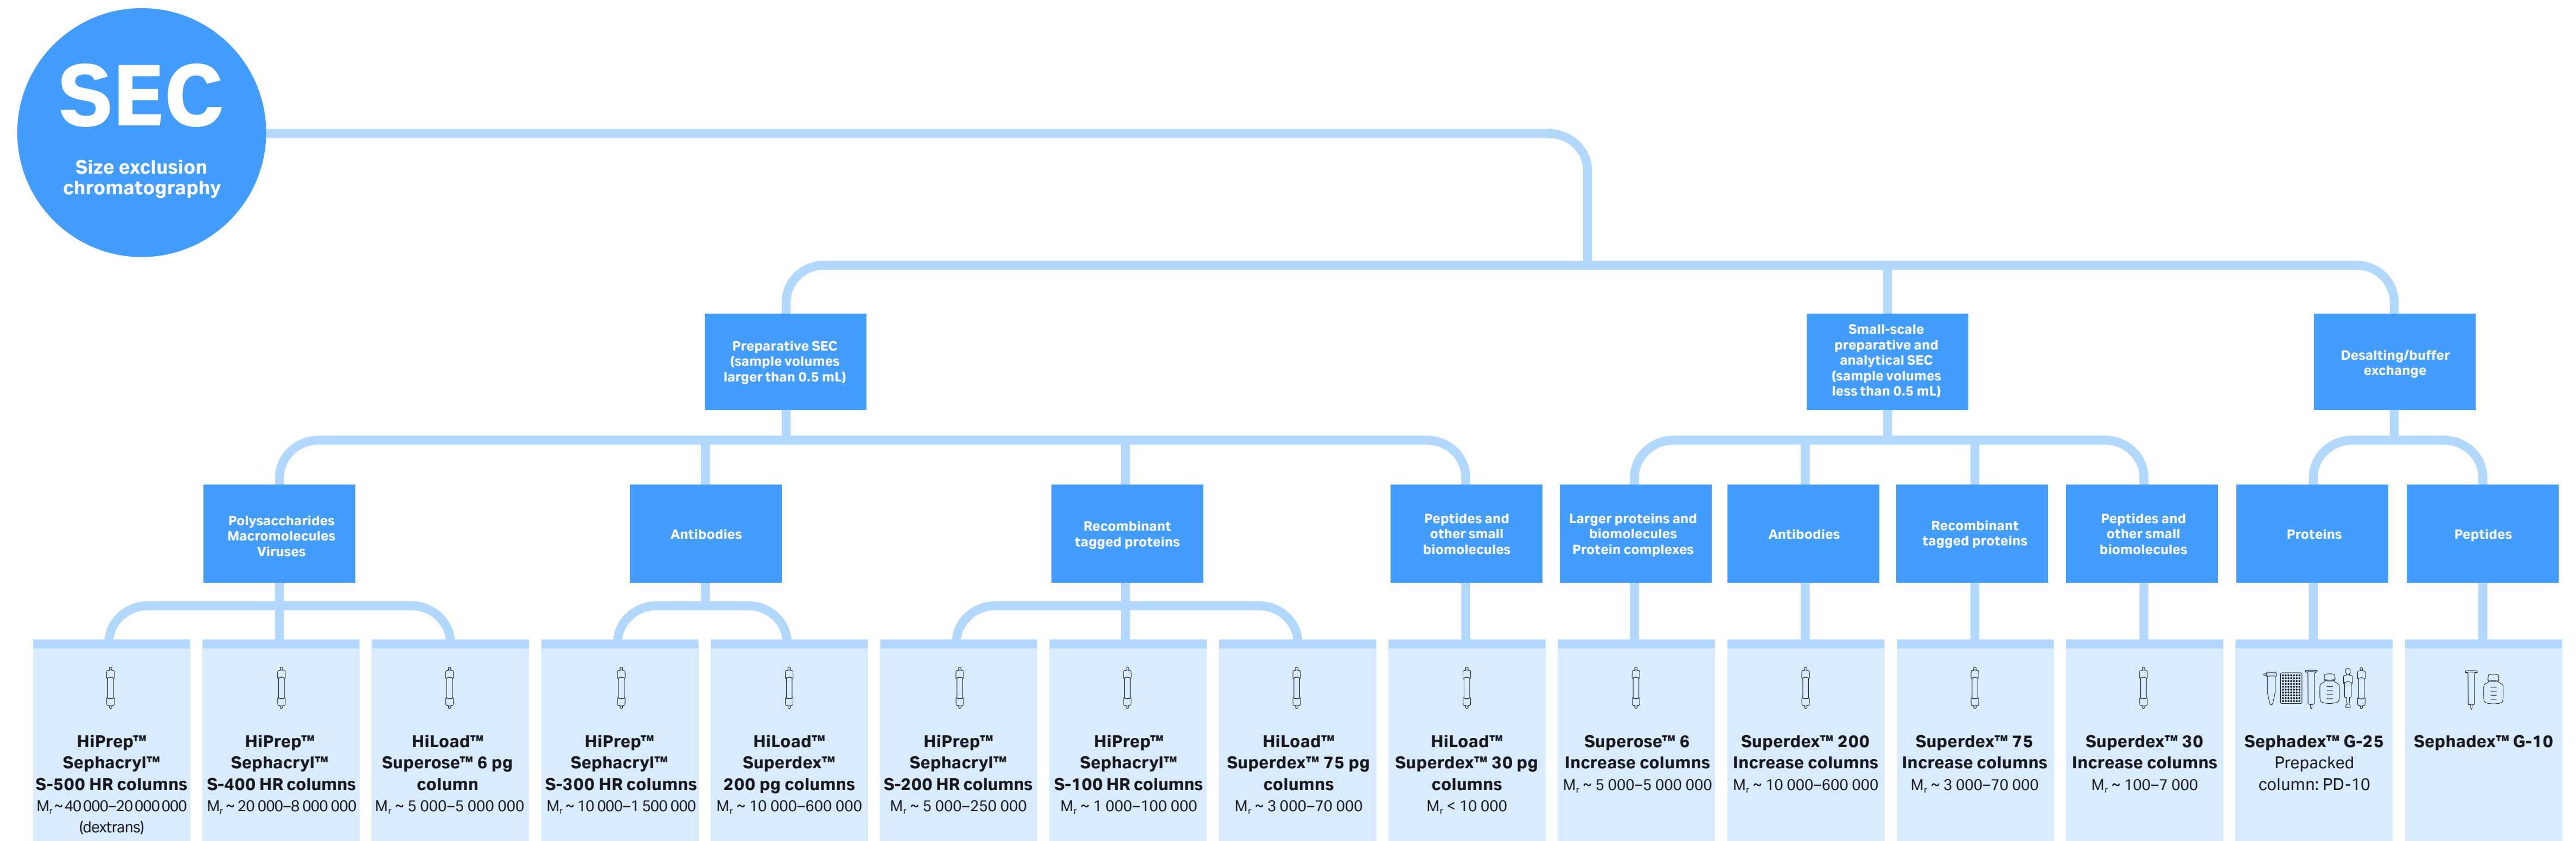 SEC
Size exclusion
chromatography
Preparative SEC
(sample volumes
larger than 0.5 mL)
Small-scale
preparative and
analytical SEC
(sample volumes
less than 0.5 mL)
Desalting/buffer
exchange
Polysaccharides
Macromolecules
Viruses
Antibodies
Recombinant
tagged proteins
Peptides and
other small
biomolecules
Larger proteins and
biomolecules
Protein complexes
Antibodies
Recombinant
tagged proteins
Peptides and
other small
biomolecules
Proteins
Peptides
HiPrep™
Sephacryl™
S-500 HR columns
Mr ~ 40 000–20 000 000
(dextrans)
HiPrep™
Sephacryl™
S-400 HR columns
Mr ~ 20 000–8 000 000
HiLoad™
Superose™ 6 pg
column
Mr ~ 5 000–5 000 000
HiPrep™
Sephacryl™
S-300 HR columns
Mr ~ 10 000–1 500 000
HiLoad™
Superdex™
200 pg columns
Mr ~ 10 000–600 000
HiPrep™
Sephacryl™
S-200 HR columns
Mr ~ 5 000–250 000
HiPrep™
Sephacryl™
S-100 HR columns
Mr ~ 1 000–100 000
HiLoad™
Superdex™ 75 pg
columns
Mr ~ 3 000–70 000
HiLoad™
Superdex™ 30 pg
columns
Mr < 10 000
Superose™ 6
Increase columns
Mr ~ 5 000–5 000 000
Superdex™ 200
Increase columns
Mr ~ 10 000–600 000
Superdex™ 75
Increase columns
Mr ~ 3 000–70 000
Superdex™ 30
Increase columns
Mr ~ 100–7 000
Sephadex™ G-25
Prepacked
column: PD-10
Sephadex™ G-10